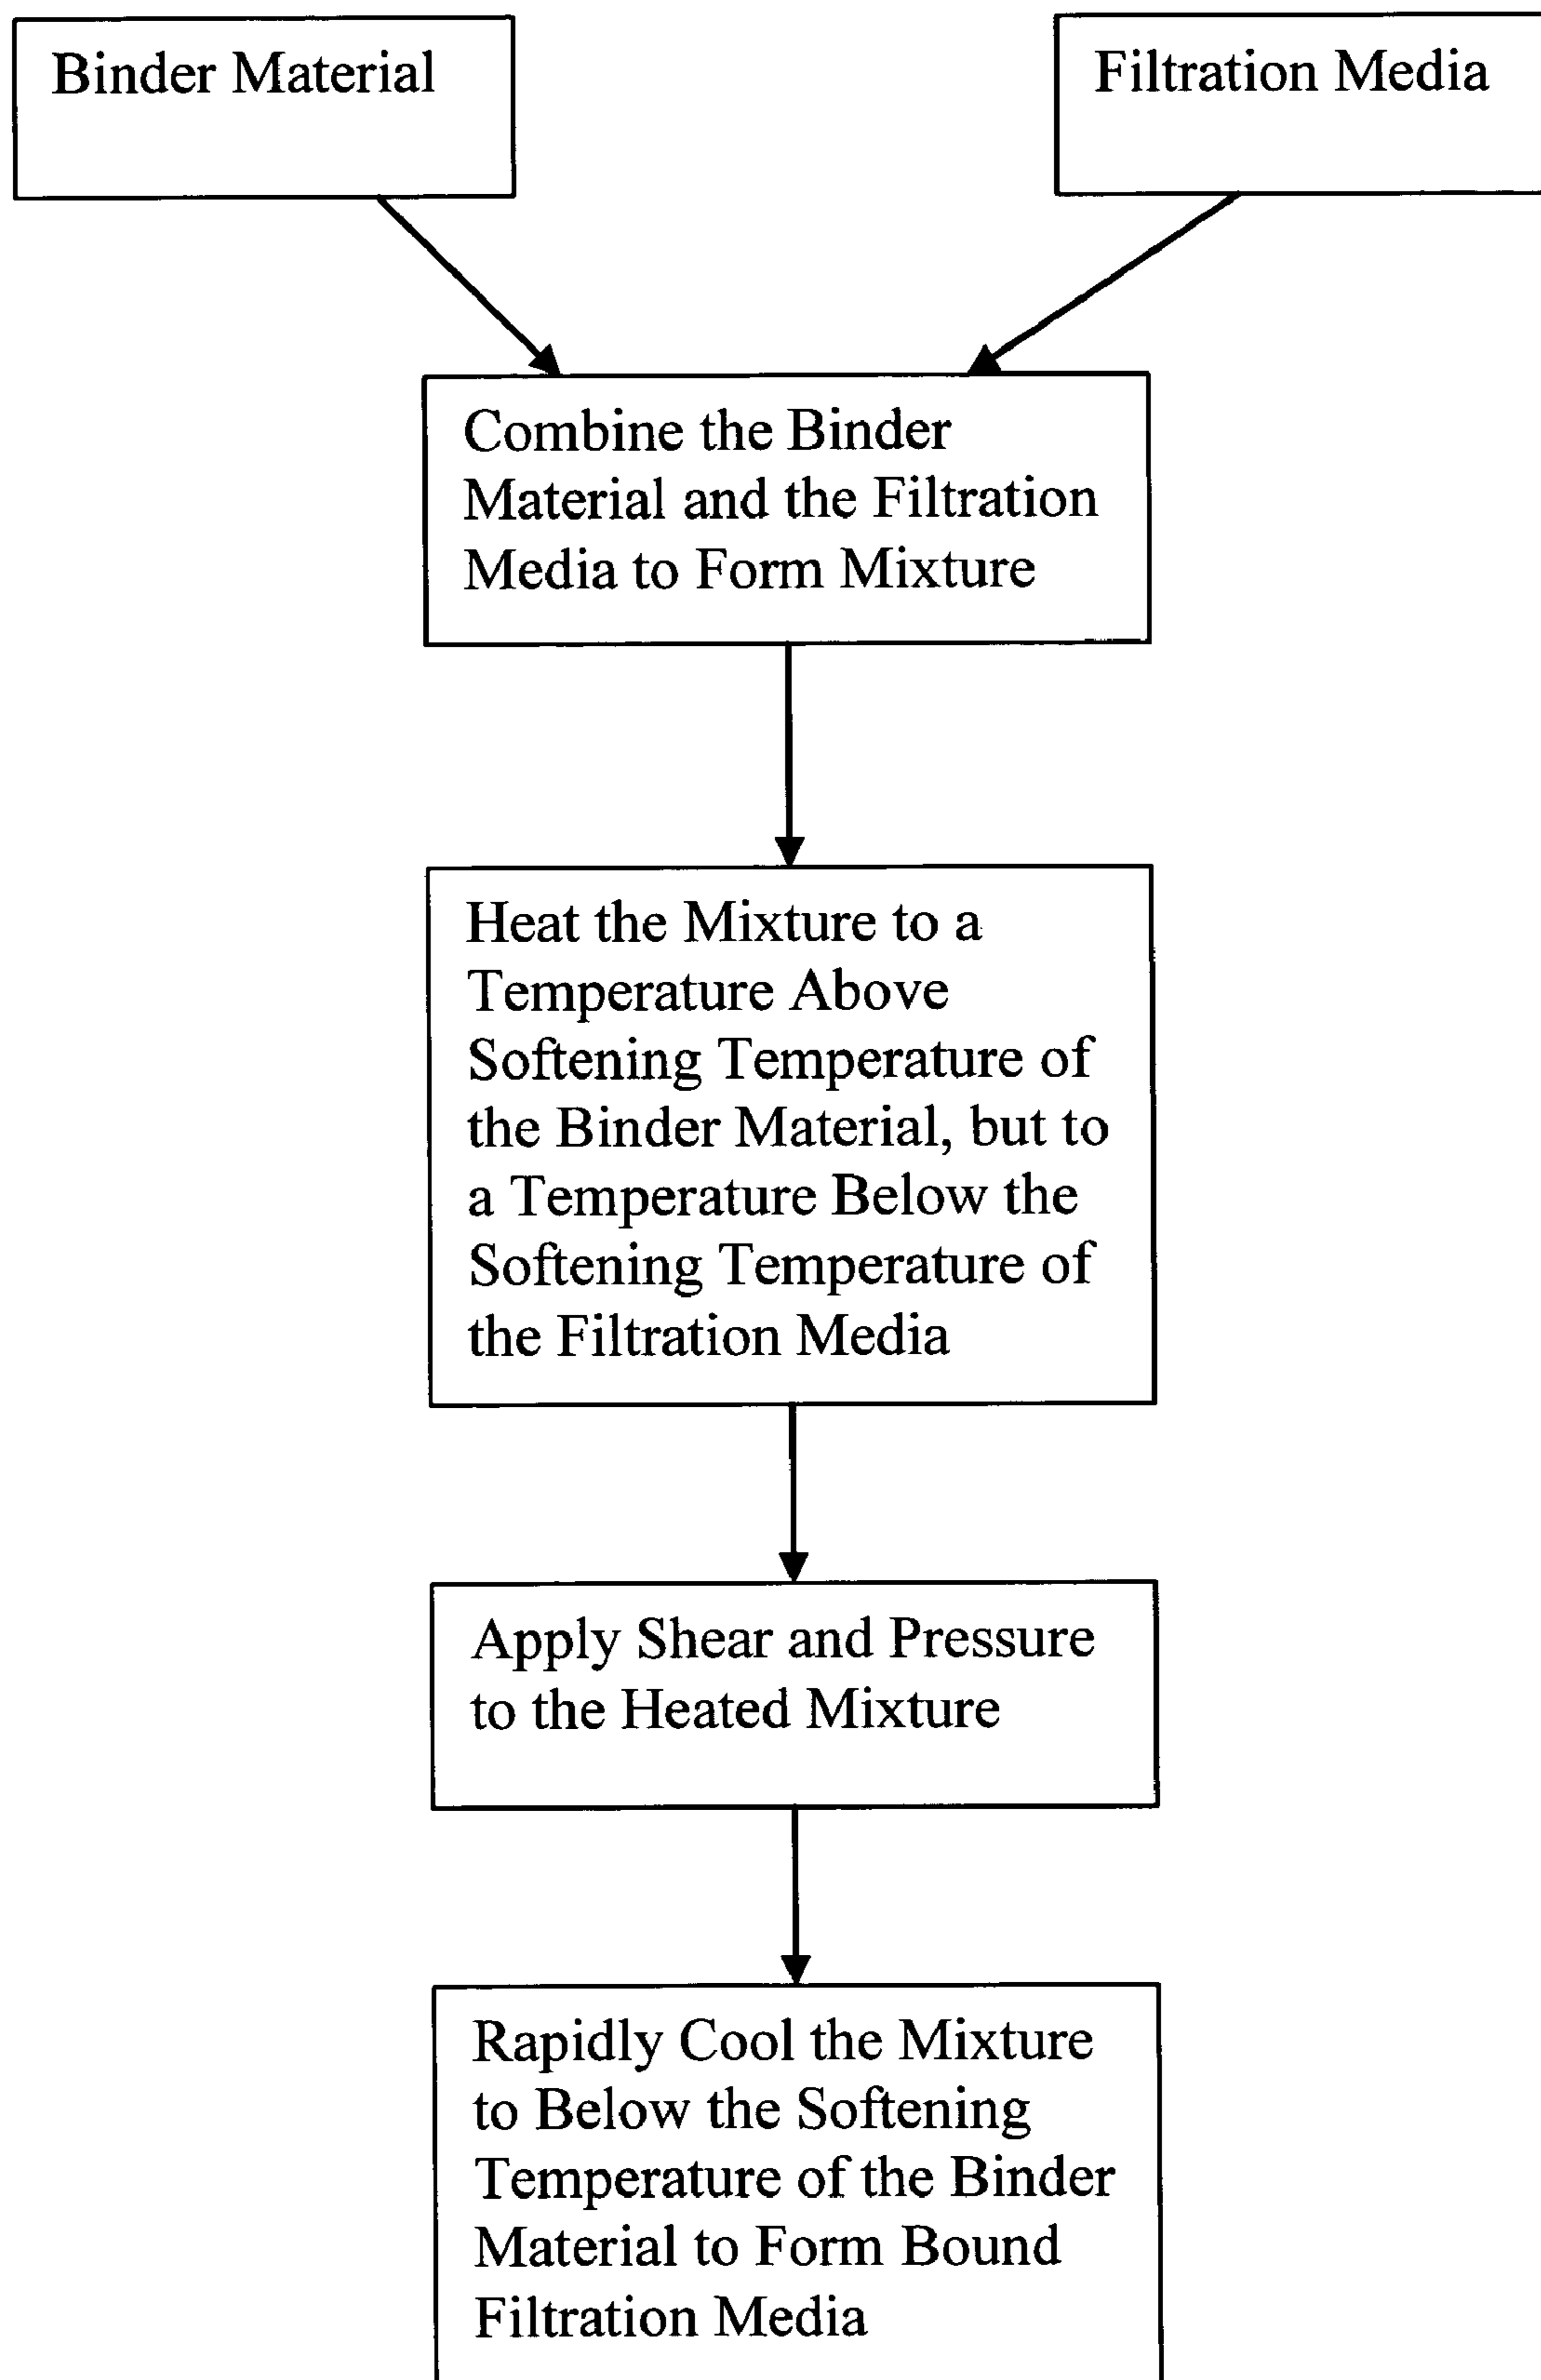 Binder Material
Filtration Media
Combine the Binder
Material and the Filtration
Media to Form Mixture
Heat the Mixture to a
Temperature Above
Softening Temperature of
the Binder Material, but to
a Temperature Below the
Softening Temperature of
the Filtration Media
Apply Shear and Pressure
to the Heated Mixture
Rapidly Cool the Mixture
to Below the Softening
Temperature of the Binder
Material to Form Bound
Filtration Media